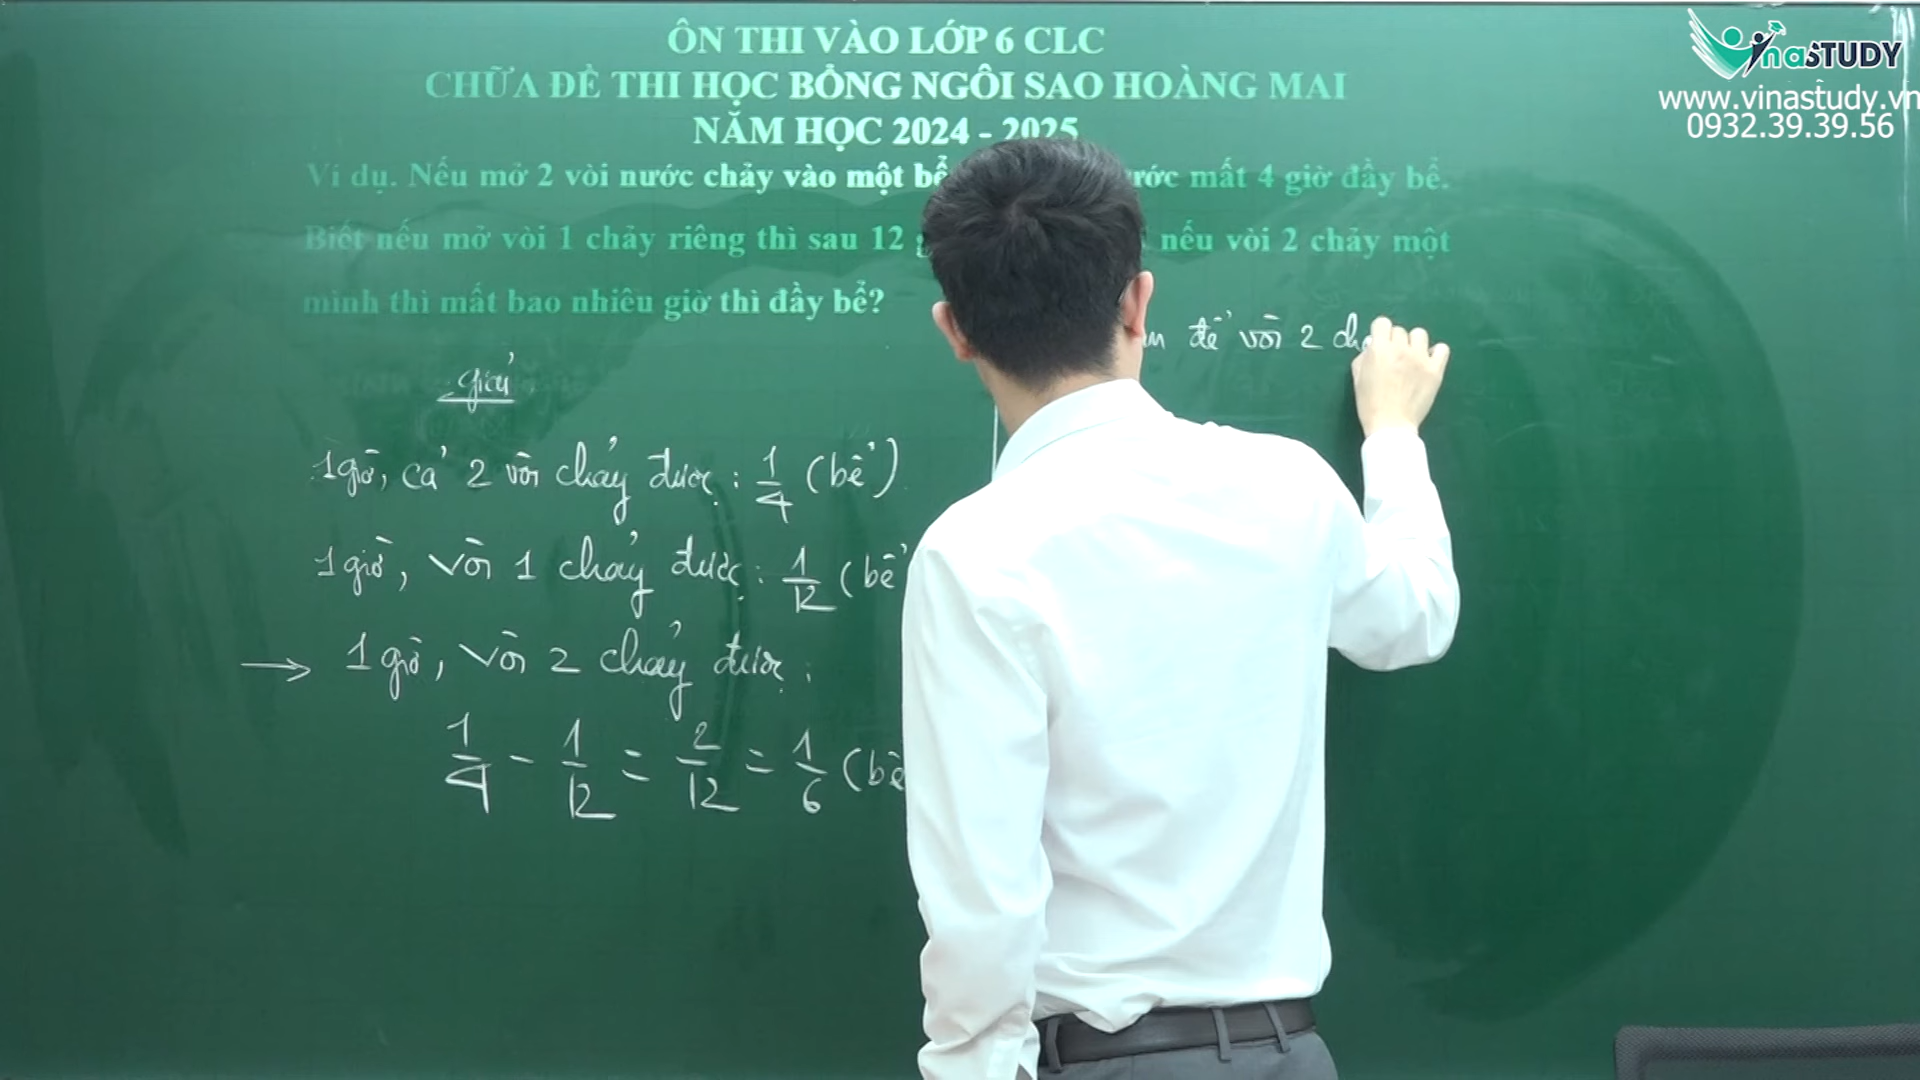 ÔN THI VÀO LỚP 6 CLC
CHỮA ĐỀ THI HỌC BỔNG NGÔI SAO HOÀNG MAI
NĂM HỌC 2024 - 2025
Ví dụ. Nếu mở 2 vòi nước chảy vào một bể mất 4 giờ đầy bể.
Biết nếu mở vòi 1 chảy riêng thì sau 12 nếu vòi 2 chảy một
mình thì mất bao nhiêu giờ thì đầy bể?
VinaSTUDY
www.vinastudy.vn
0932.39.39.56
giải
1 giờ, cả 2 vòi chảy được: 1/4 (bể)
1 giờ, vòi 1 chảy được: 1/12 (bể
→ 1 giờ, vòi 2 chảy được:
1/4 - 1/12 = 2/12 = 1/6 (bể
để vòi 2